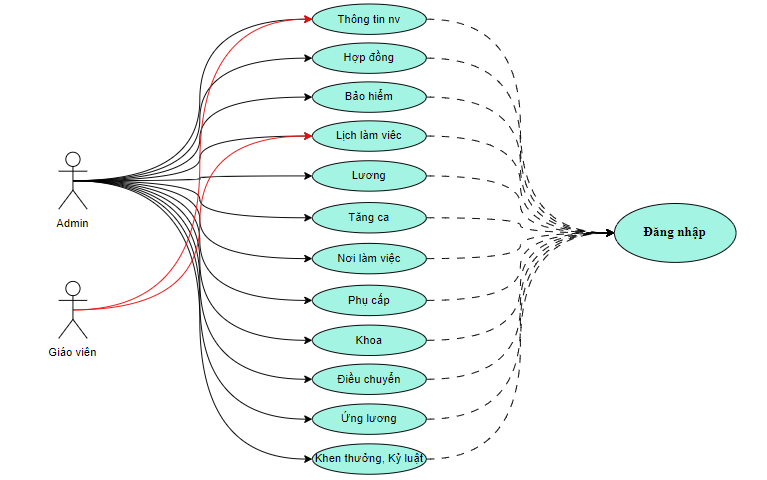 Thông tin nv
Hợp đồng
Bảo hiểm
Lịch làm viêc
Lương
Tăng ca
Nơi làm việc
Phụ cấp
Khoa
Điều chuyển
Ứng lương
Khen thưởng, Kỷ luật
Admin
Giáo viên
Đăng nhập